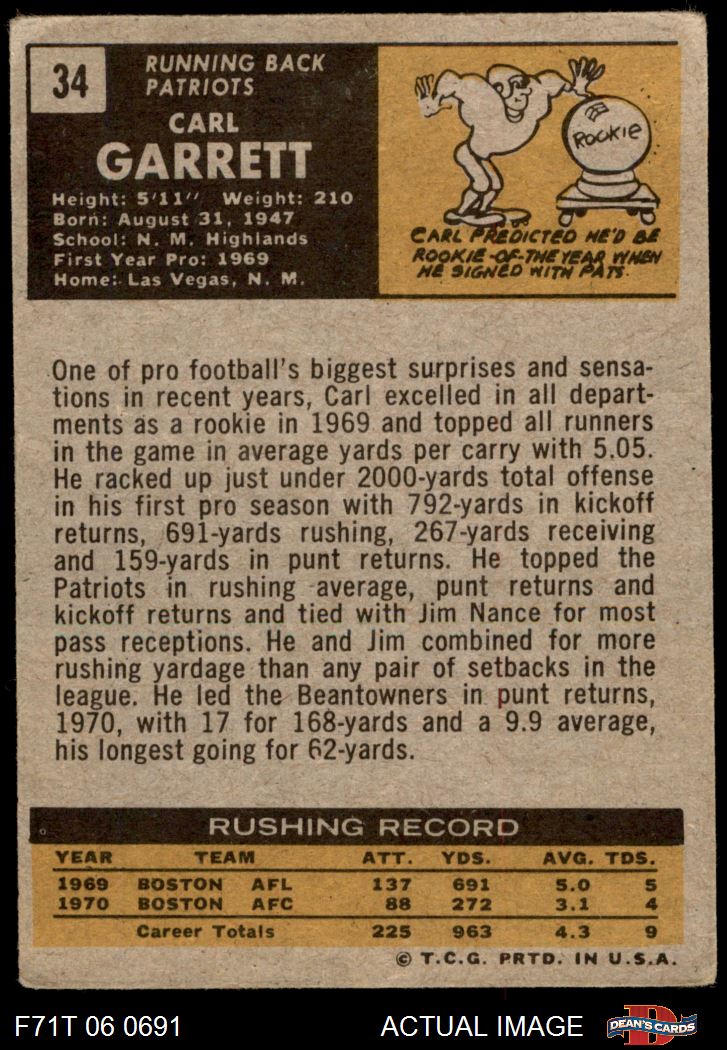 34
RUNNING BACK
PATRIOTS
CARL
GARRETT
Height: 5'11" Weight: 210
Born: August 31, 1947
School: N. M. Highlands
First Year Pro: 1969
Home: Las Vegas, N. M.
ROOKIE
CARL PREDICTED HE'D BE
ROOKIE-OF-THE YEAR WHEN
HE SIGNED WITH PATS.
One of pro football's biggest surprises and sensa-
tions in recent years, Carl excelled in all depart-
ments as a rookie in 1969 and topped all runners
in the game in average yards per carry with 5.05.
He racked up just under 2000-yards total offense
in his first pro season with 792-yards in kickoff
returns, 691-yards rushing, 267-yards receiving
and 159-yards in punt returns. He topped the
Patriots in rushing average, punt returns and
kickoff returns and tied with Jim Nance for most
pass receptions. He and Jim combined for more
rushing yardage than any pair of setbacks in the
league. He led the Beantowners in punt returns,
1970, with 17 for 168-yards and a 9.9 average,
his longest going for 62-yards.
RUSHING RECORD
YEAR TEAM ATT. YDS. AVG. TDS.
1969 BOSTON AFL 137 691 5.0 5
1970 BOSTON AFC 88 272 3.1 4
Career Totals 225 963 4.3 9
© T.C.G. PRTD. IN U.S.A.
F71T 06 0691 ACTUAL IMAGE D DEAN'S CARDS